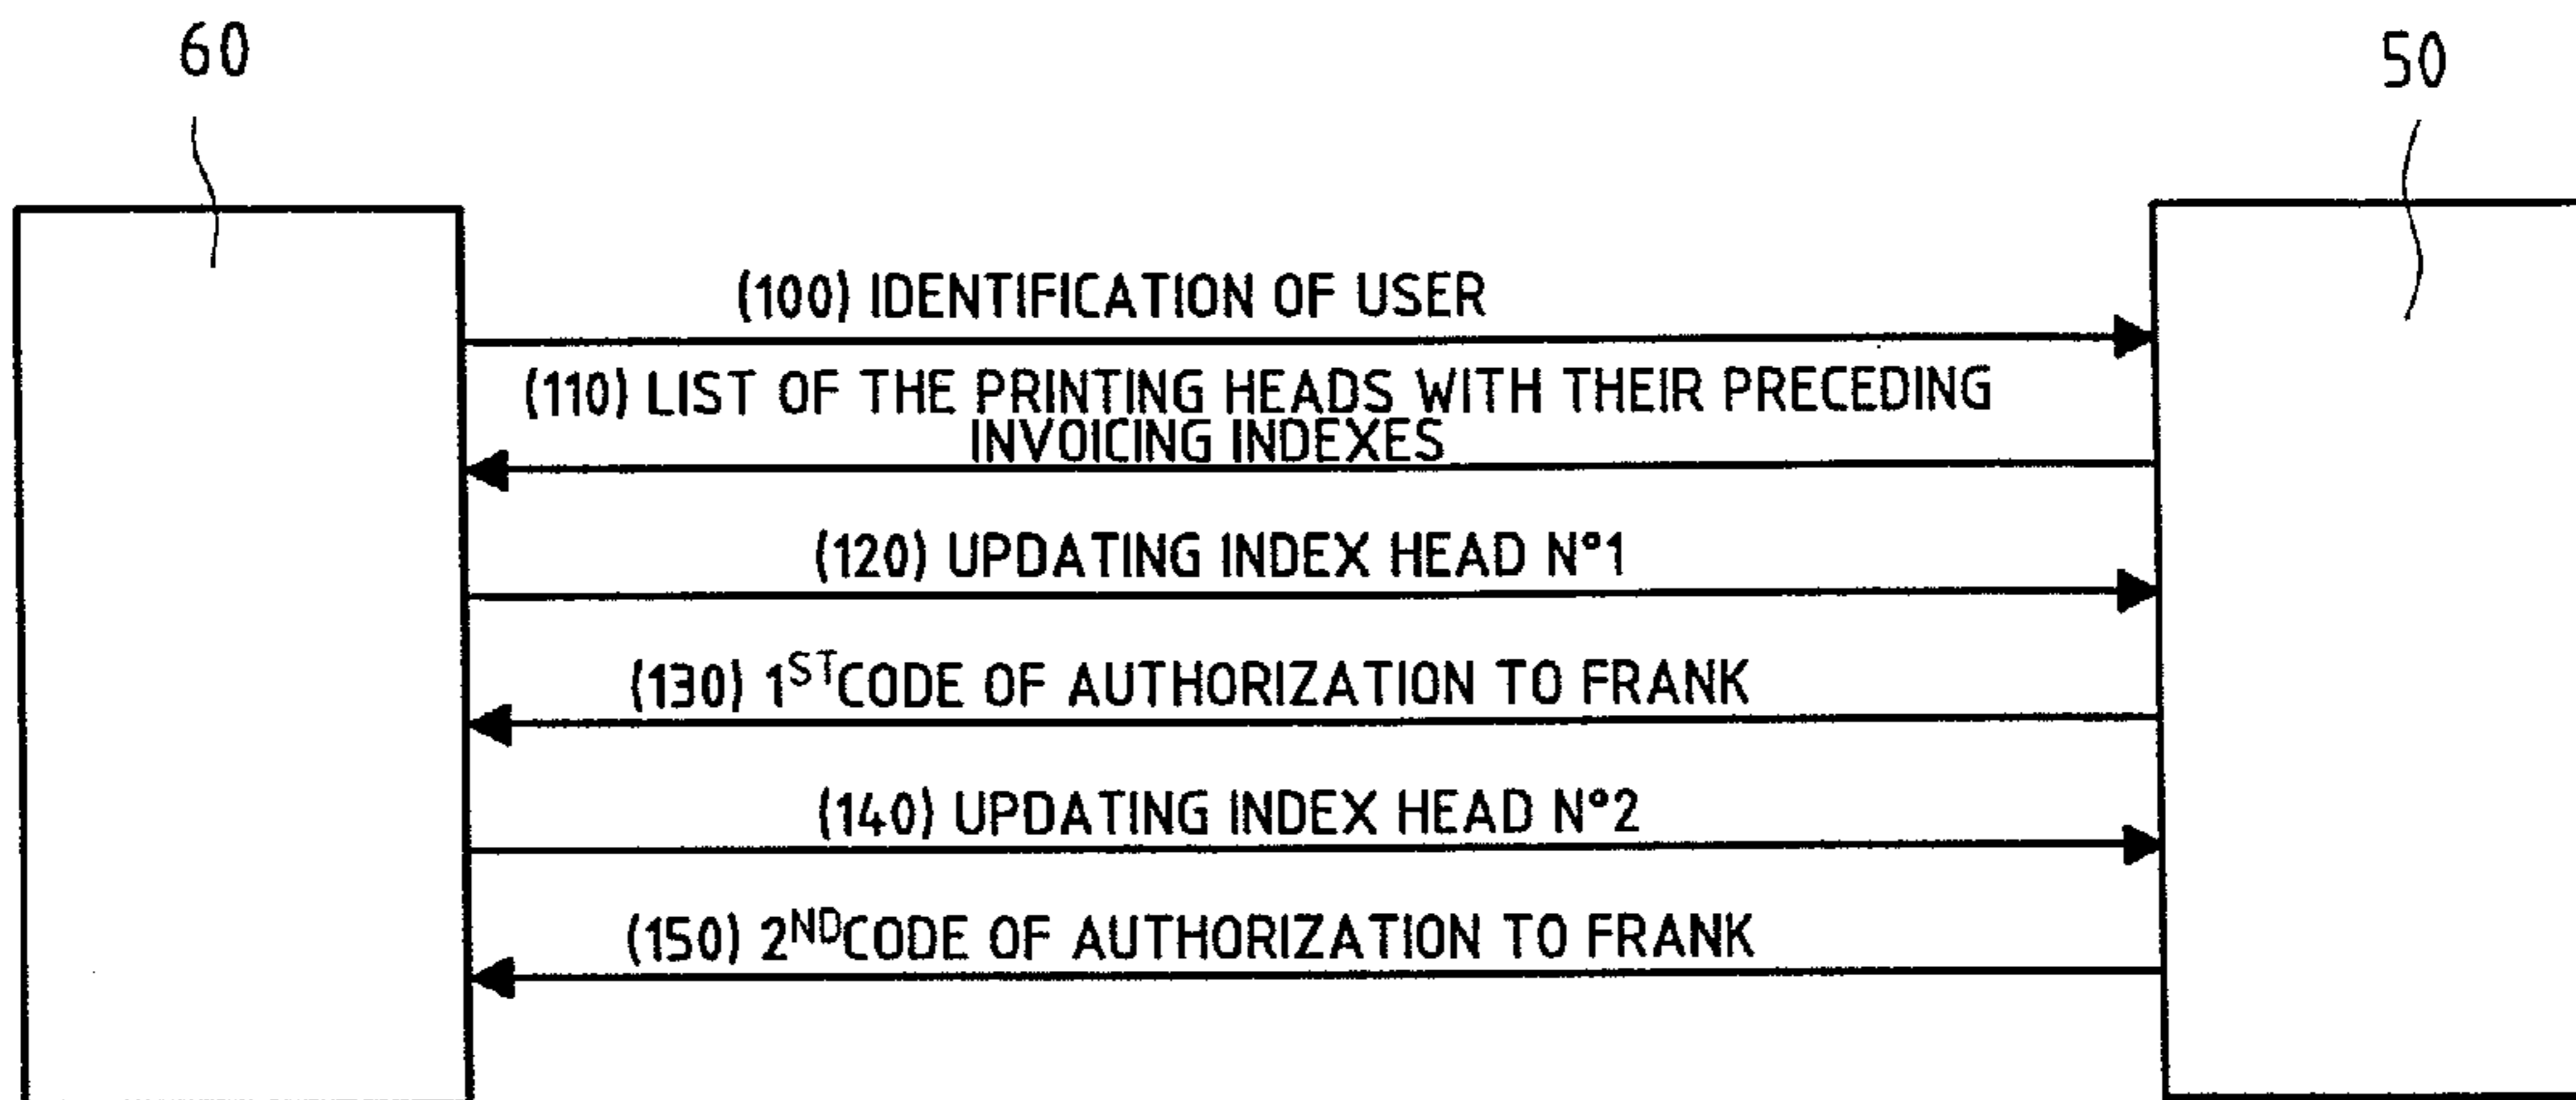 60
50
(100) IDENTIFICATION OF USER
(110) LIST OF THE PRINTING HEADS WITH THEIR PRECEDING
INVOICING INDEXES
(120) UPDATING INDEX HEAD N°1
(130) 1ST CODE OF AUTHORIZATION TO FRANK
(140) UPDATING INDEX HEAD N°2
(150) 2ND CODE OF AUTHORIZATION TO FRANK